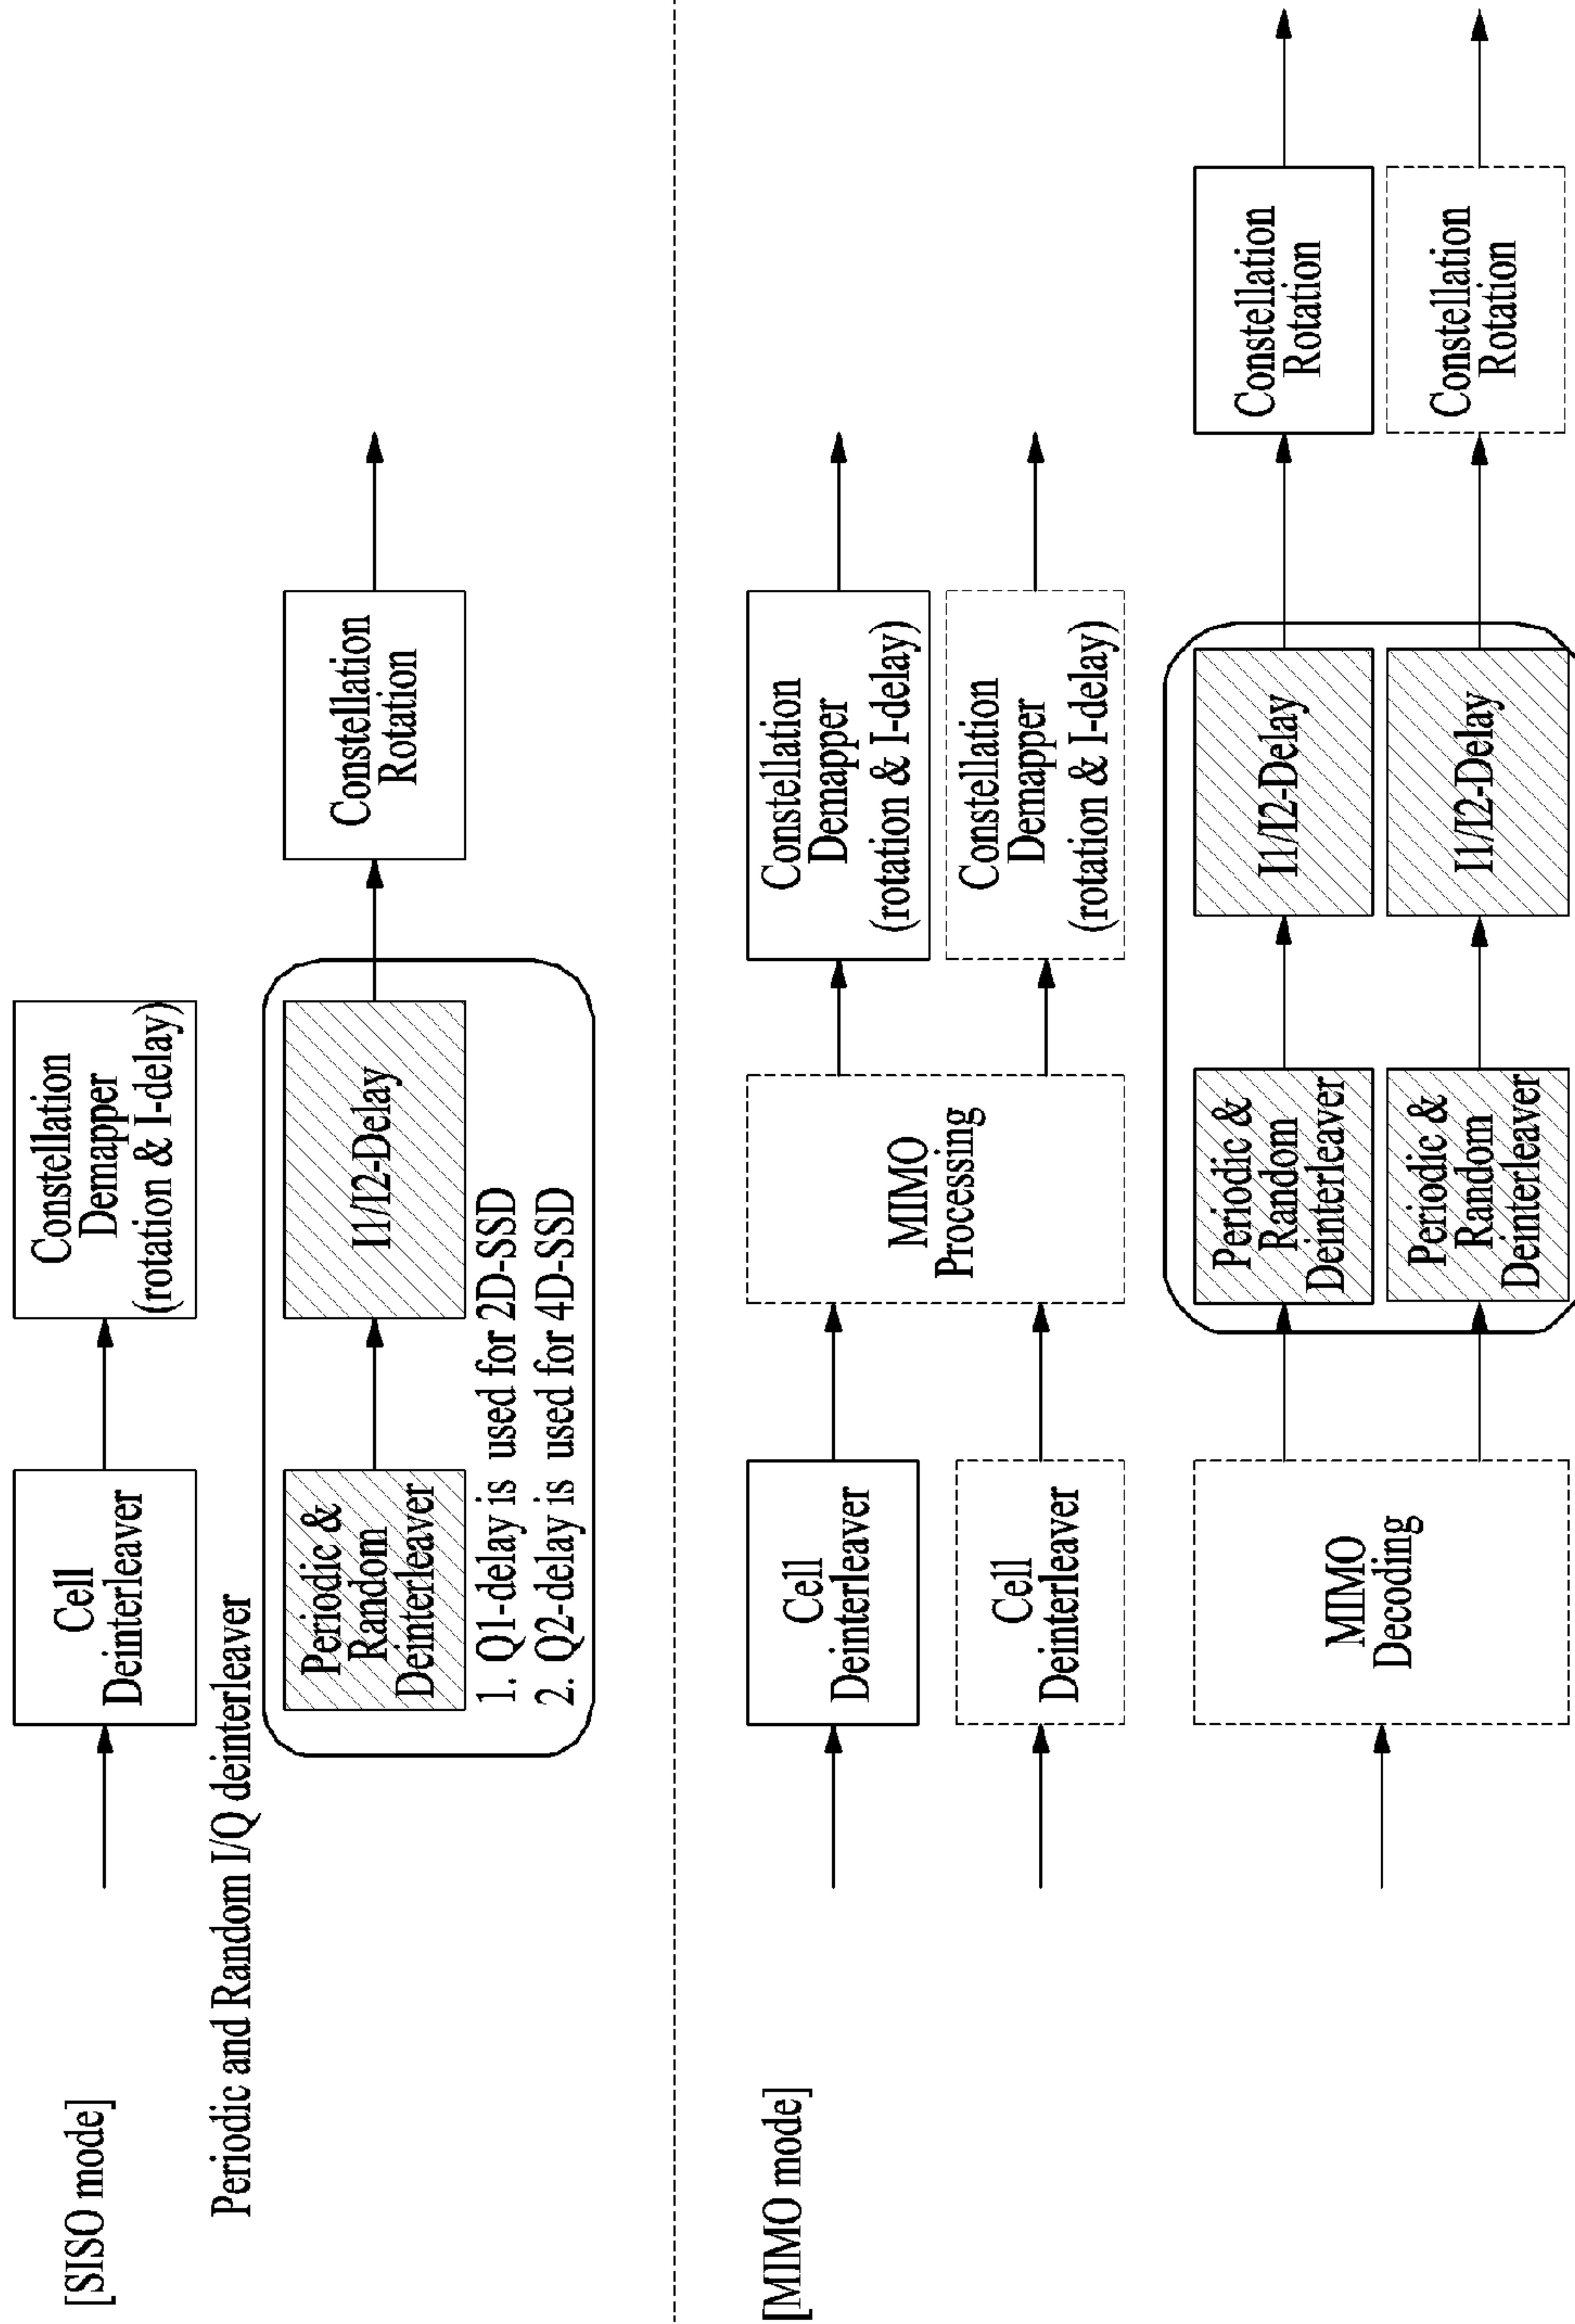 [SISO mode]
Cell
Deinterleaver
Constellation
Demapper
(rotation & I-delay)
Periodic and Random I/Q deinterleaver
Periodic &
Random
Deinterleaver
I1/I2-Delay
Constellation
Rotation
1. Q1-delay is used for 2D-SSD
2. Q2-delay is used for 4D-SSD
[MIMO mode]
Cell
Deinterleaver
Cell
Deinterleaver
MIMO
Processing
Constellation
Demapper
(rotation & I-delay)
Constellation
Demapper
(rotation & I-delay)
MIMO
Decoding
Periodic &
Random
Deinterleaver
Periodic &
Random
Deinterleaver
I1/I2-Delay
I1/I2-Delay
Constellation
Rotation
Constellation
Rotation